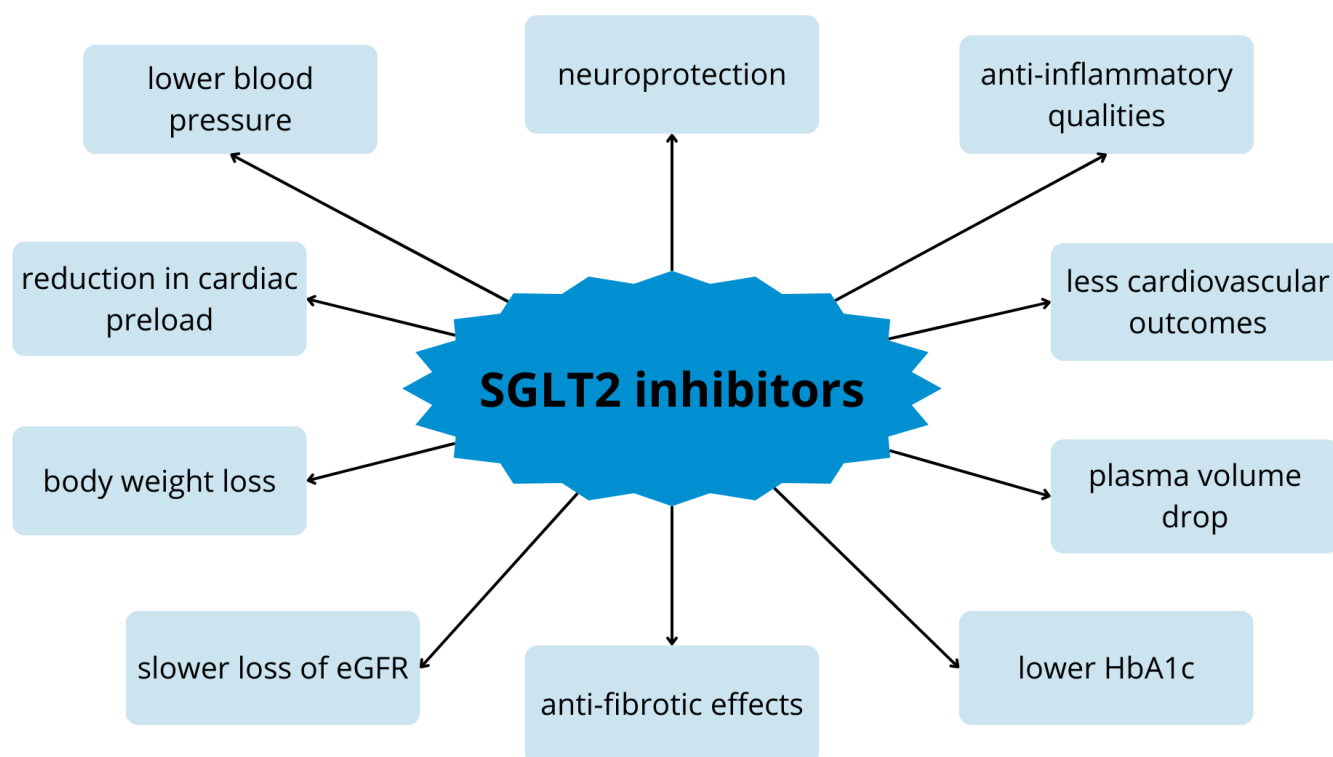 lower blood
pressure
neuroprotection
anti-inflammatory
qualities
reduction in cardiac
preload
less cardiovascular
outcomes
SGLT2 inhibitors
body weight loss
plasma volume
drop
slower loss of eGFR
anti-fibrotic effects
lower HbA1c